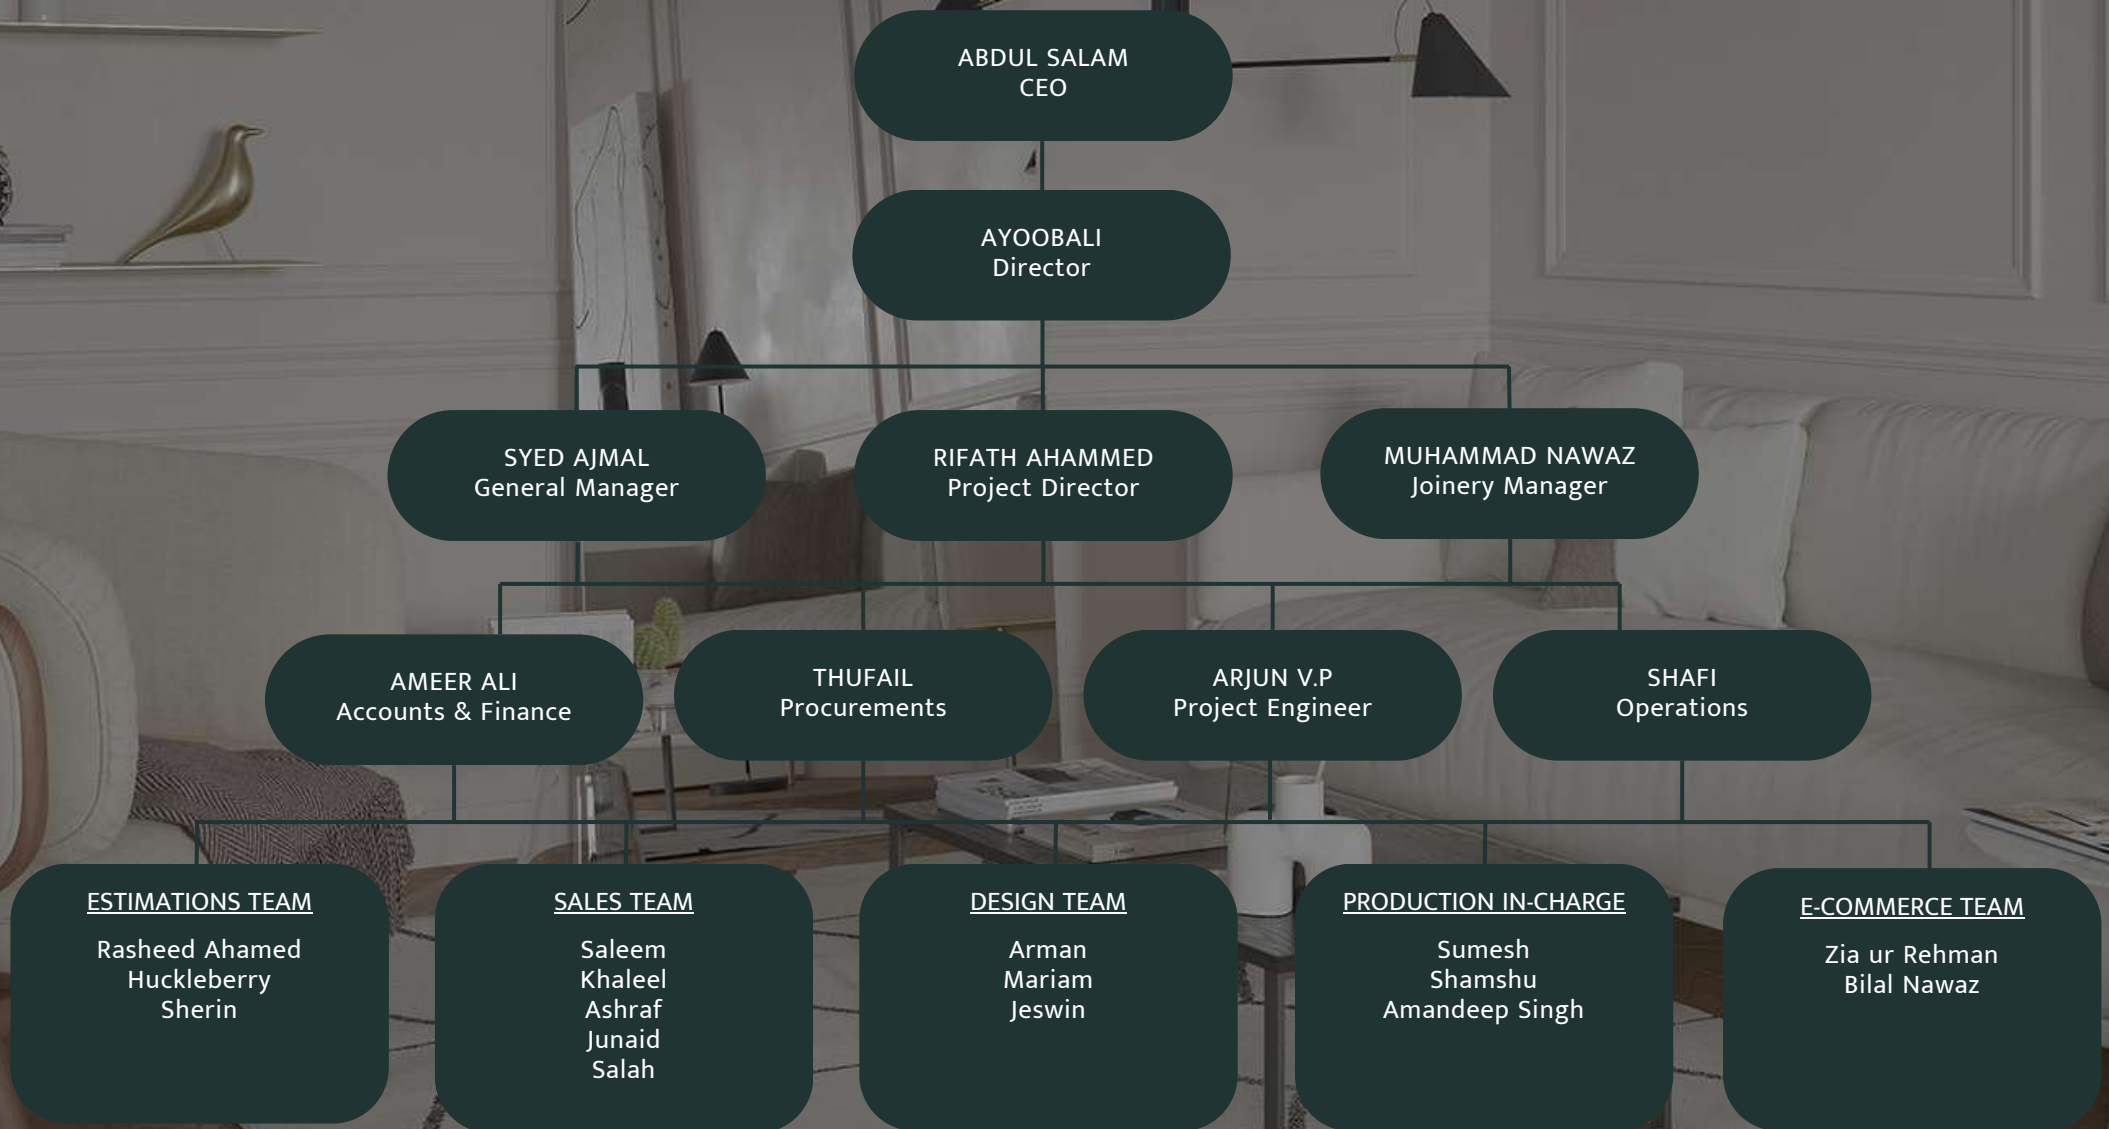 ABDUL SALAM
CEO
AYOOBALI
Director
SYED AJMAL
General Manager
RIFATH AHAMMED
Project Director
MUHAMMAD NAWAZ
Joinery Manager
AMEER ALI
Accounts & Finance
THUFAIL
Procurements
ARJUN V.P
Project Engineer
SHAFI
Operations
ESTIMATIONS TEAM
Rasheed Ahamed
Huckleberry
Sherin
SALES TEAM
Saleem
Khaleel
Ashraf
Junaid
Salah
DESIGN TEAM
Arman
Mariam
Jeswin
PRODUCTION IN-CHARGE
Sumesh
Shamshu
Amandeep Singh
E-COMMERCE TEAM
Zia ur Rehman
Bilal Nawaz